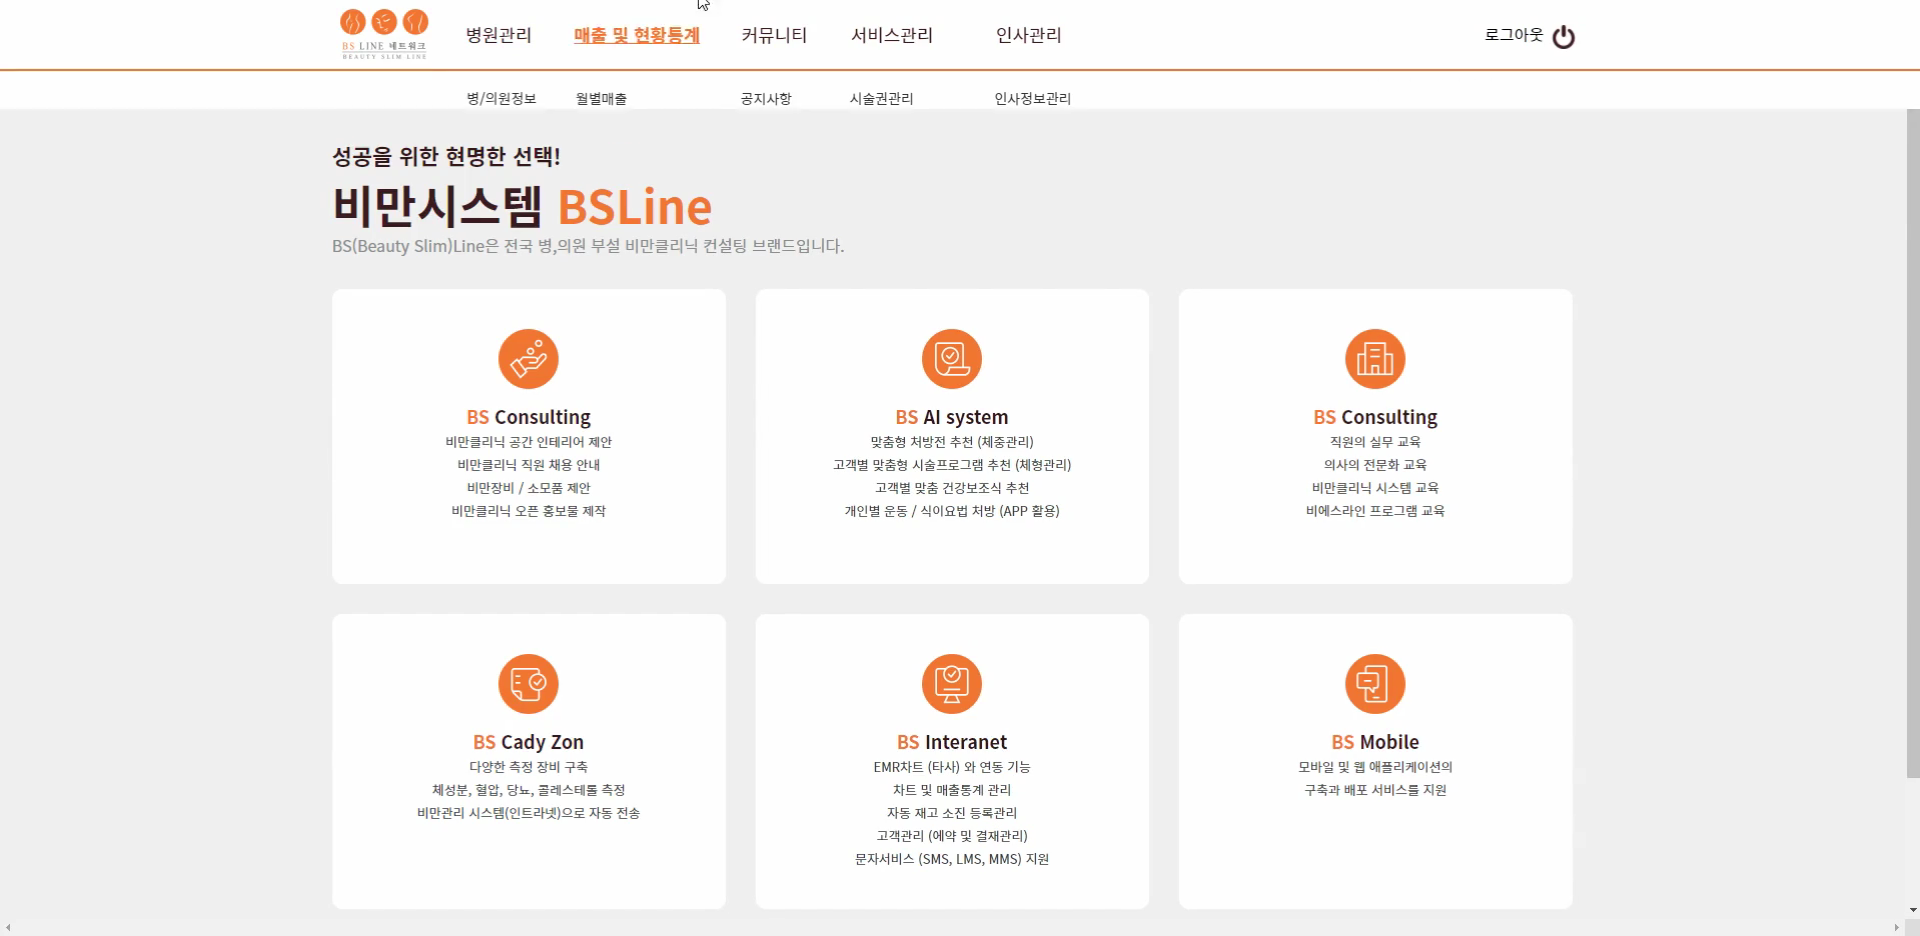 BS LINE 네트워크
BEAUTY SLIM LINE
병원관리
매출 및 현황통계
커뮤니티
서비스관리
인사관리
로그아웃
병/의원정보
월별매출
공지사항
시술권관리
인사정보관리
성공을 위한 현명한 선택!
비만시스템 BSLine
BS(Beauty Slim)Line은 전국 병,의원 부설 비만클리닉 컨설팅 브랜드입니다.
BS Consulting
비만클리닉 공간 인테리어 제안
비만클리닉 직원 채용 안내
비만장비 / 소모품 제안
비만클리닉 오픈 홍보물 제작
BS AI system
맞춤형 처방전 추천 (체중관리)
고객별 맞춤형 시술프로그램 추천 (체형관리)
고객별 맞춤 건강보조식 추천
개인별 운동 / 식이요법 처방 (APP 활용)
BS Consulting
직원의 실무 교육
의사의 전문화 교육
비만클리닉 시스템 교육
비에스라인 프로그램 교육
BS Cady Zon
다양한 측정 장비 구축
체성분, 혈압, 당뇨, 콜레스테롤 측정
비만관리 시스템(인트라넷)으로 자동 전송
BS Interanet
EMR차트 (타사) 와 연동 기능
차트 및 매출통계 관리
자동 재고 소진 등록관리
고객관리 (예약 및 결재관리)
문자서비스 (SMS, LMS, MMS) 지원
BS Mobile
모바일 및 웹 애플리케이션의
구축과 배포 서비스를 지원